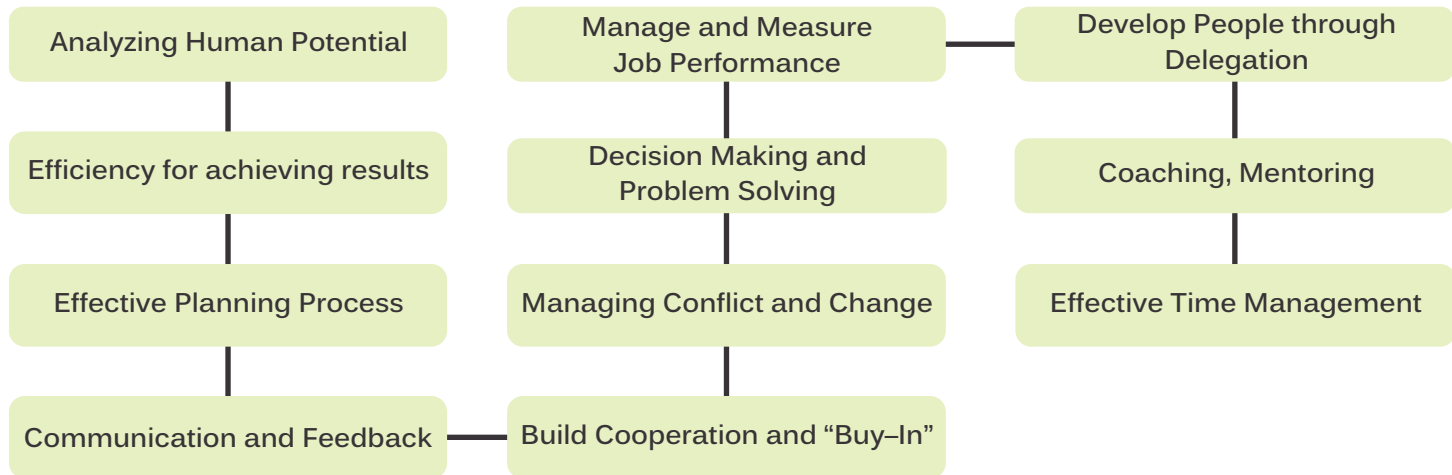 Analyzing Human Potential
Efficiency for achieving results
Effective Planning Process
Communication and Feedback
Build Cooperation and “Buy–In”
Managing Conflict and Change
Decision Making and
Problem Solving
Manage and Measure
Job Performance
Develop People through
Delegation
Coaching, Mentoring
Effective Time Management